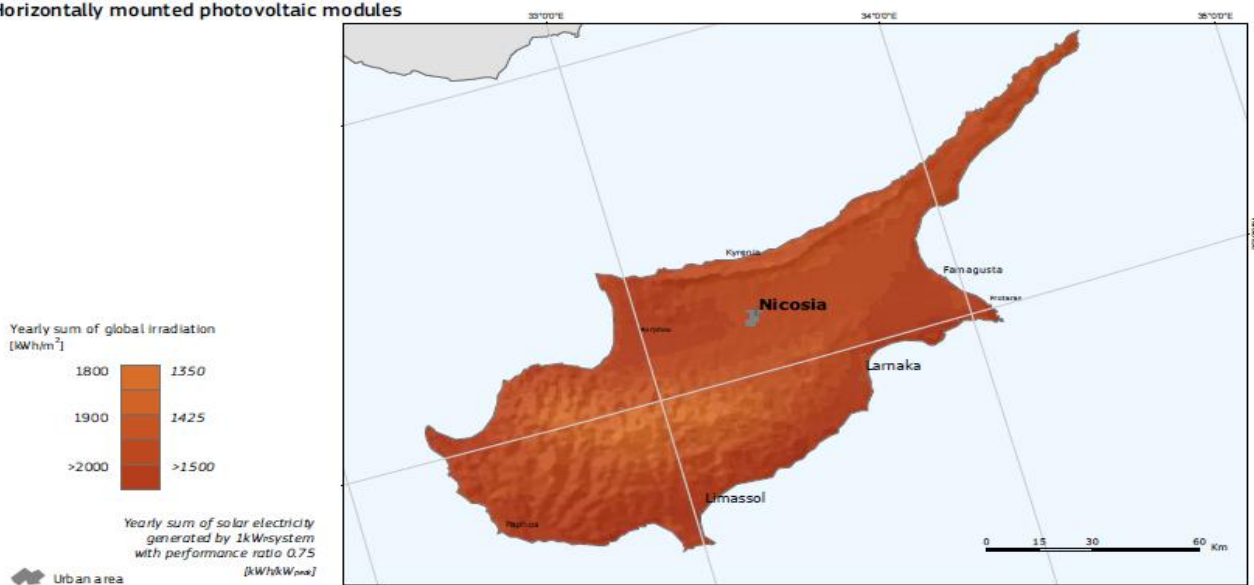 Horizontally mounted photovoltaic modules
33°0'0"E
34°0'0"E
35°0'0"E
Kyrenia
Famagusta
Nicosia
Protaras
Morphou
Larnaka
Limassol
Paphos
Yearly sum of global irradiation
[kWh/m²]
1800 1350
1900 1425
>2000 >1500
Yearly sum of solar electricity
generated by 1kWp system
with performance ratio 0.75
[kWh/kWpeak]
Urban area
0 15 30 60 Km